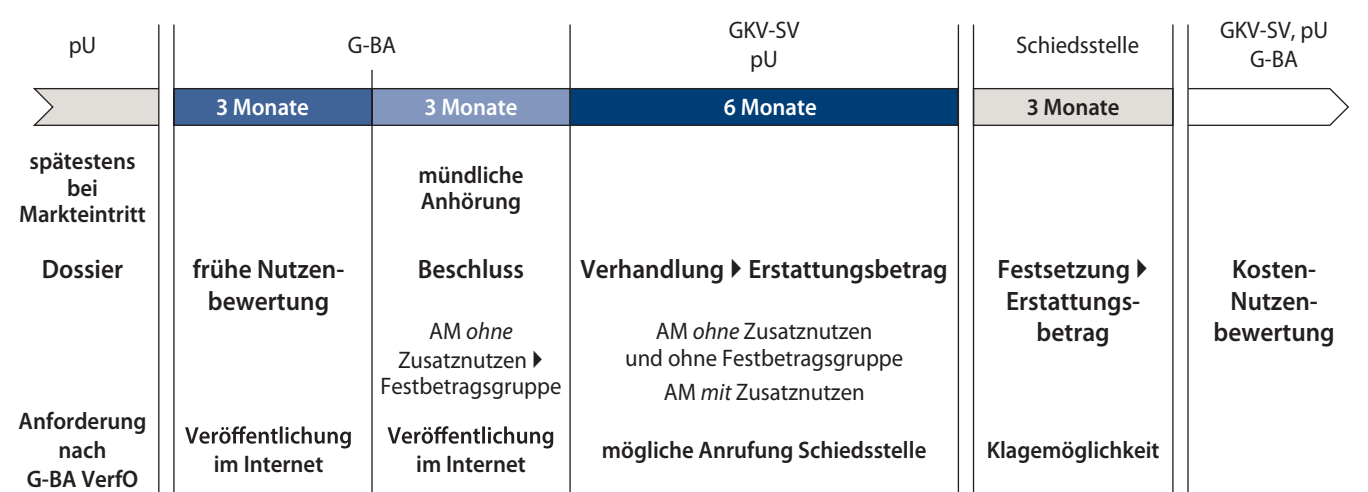 pU
G-BA
GKV-SV
pU
Schiedsstelle
GKV-SV, pU
G-BA
3 Monate
3 Monate
6 Monate
3 Monate
spätestens
bei
Markteintritt
mündliche
Anhörung
Dossier
frühe Nutzen-
bewertung
Beschluss
Verhandlung ▸ Erstattungsbetrag
Festsetzung ▸
Erstattungs-
betrag
Kosten-
Nutzen-
bewertung
AM ohne
Zusatznutzen ▸
Festbetragsgruppe
AM ohne Zusatznutzen
und ohne Festbetragsgruppe
AM mit Zusatznutzen
Anforderung
nach
G-BA VerfO
Veröffentlichung
im Internet
Veröffentlichung
im Internet
mögliche Anrufung Schiedsstelle
Klagemöglichkeit